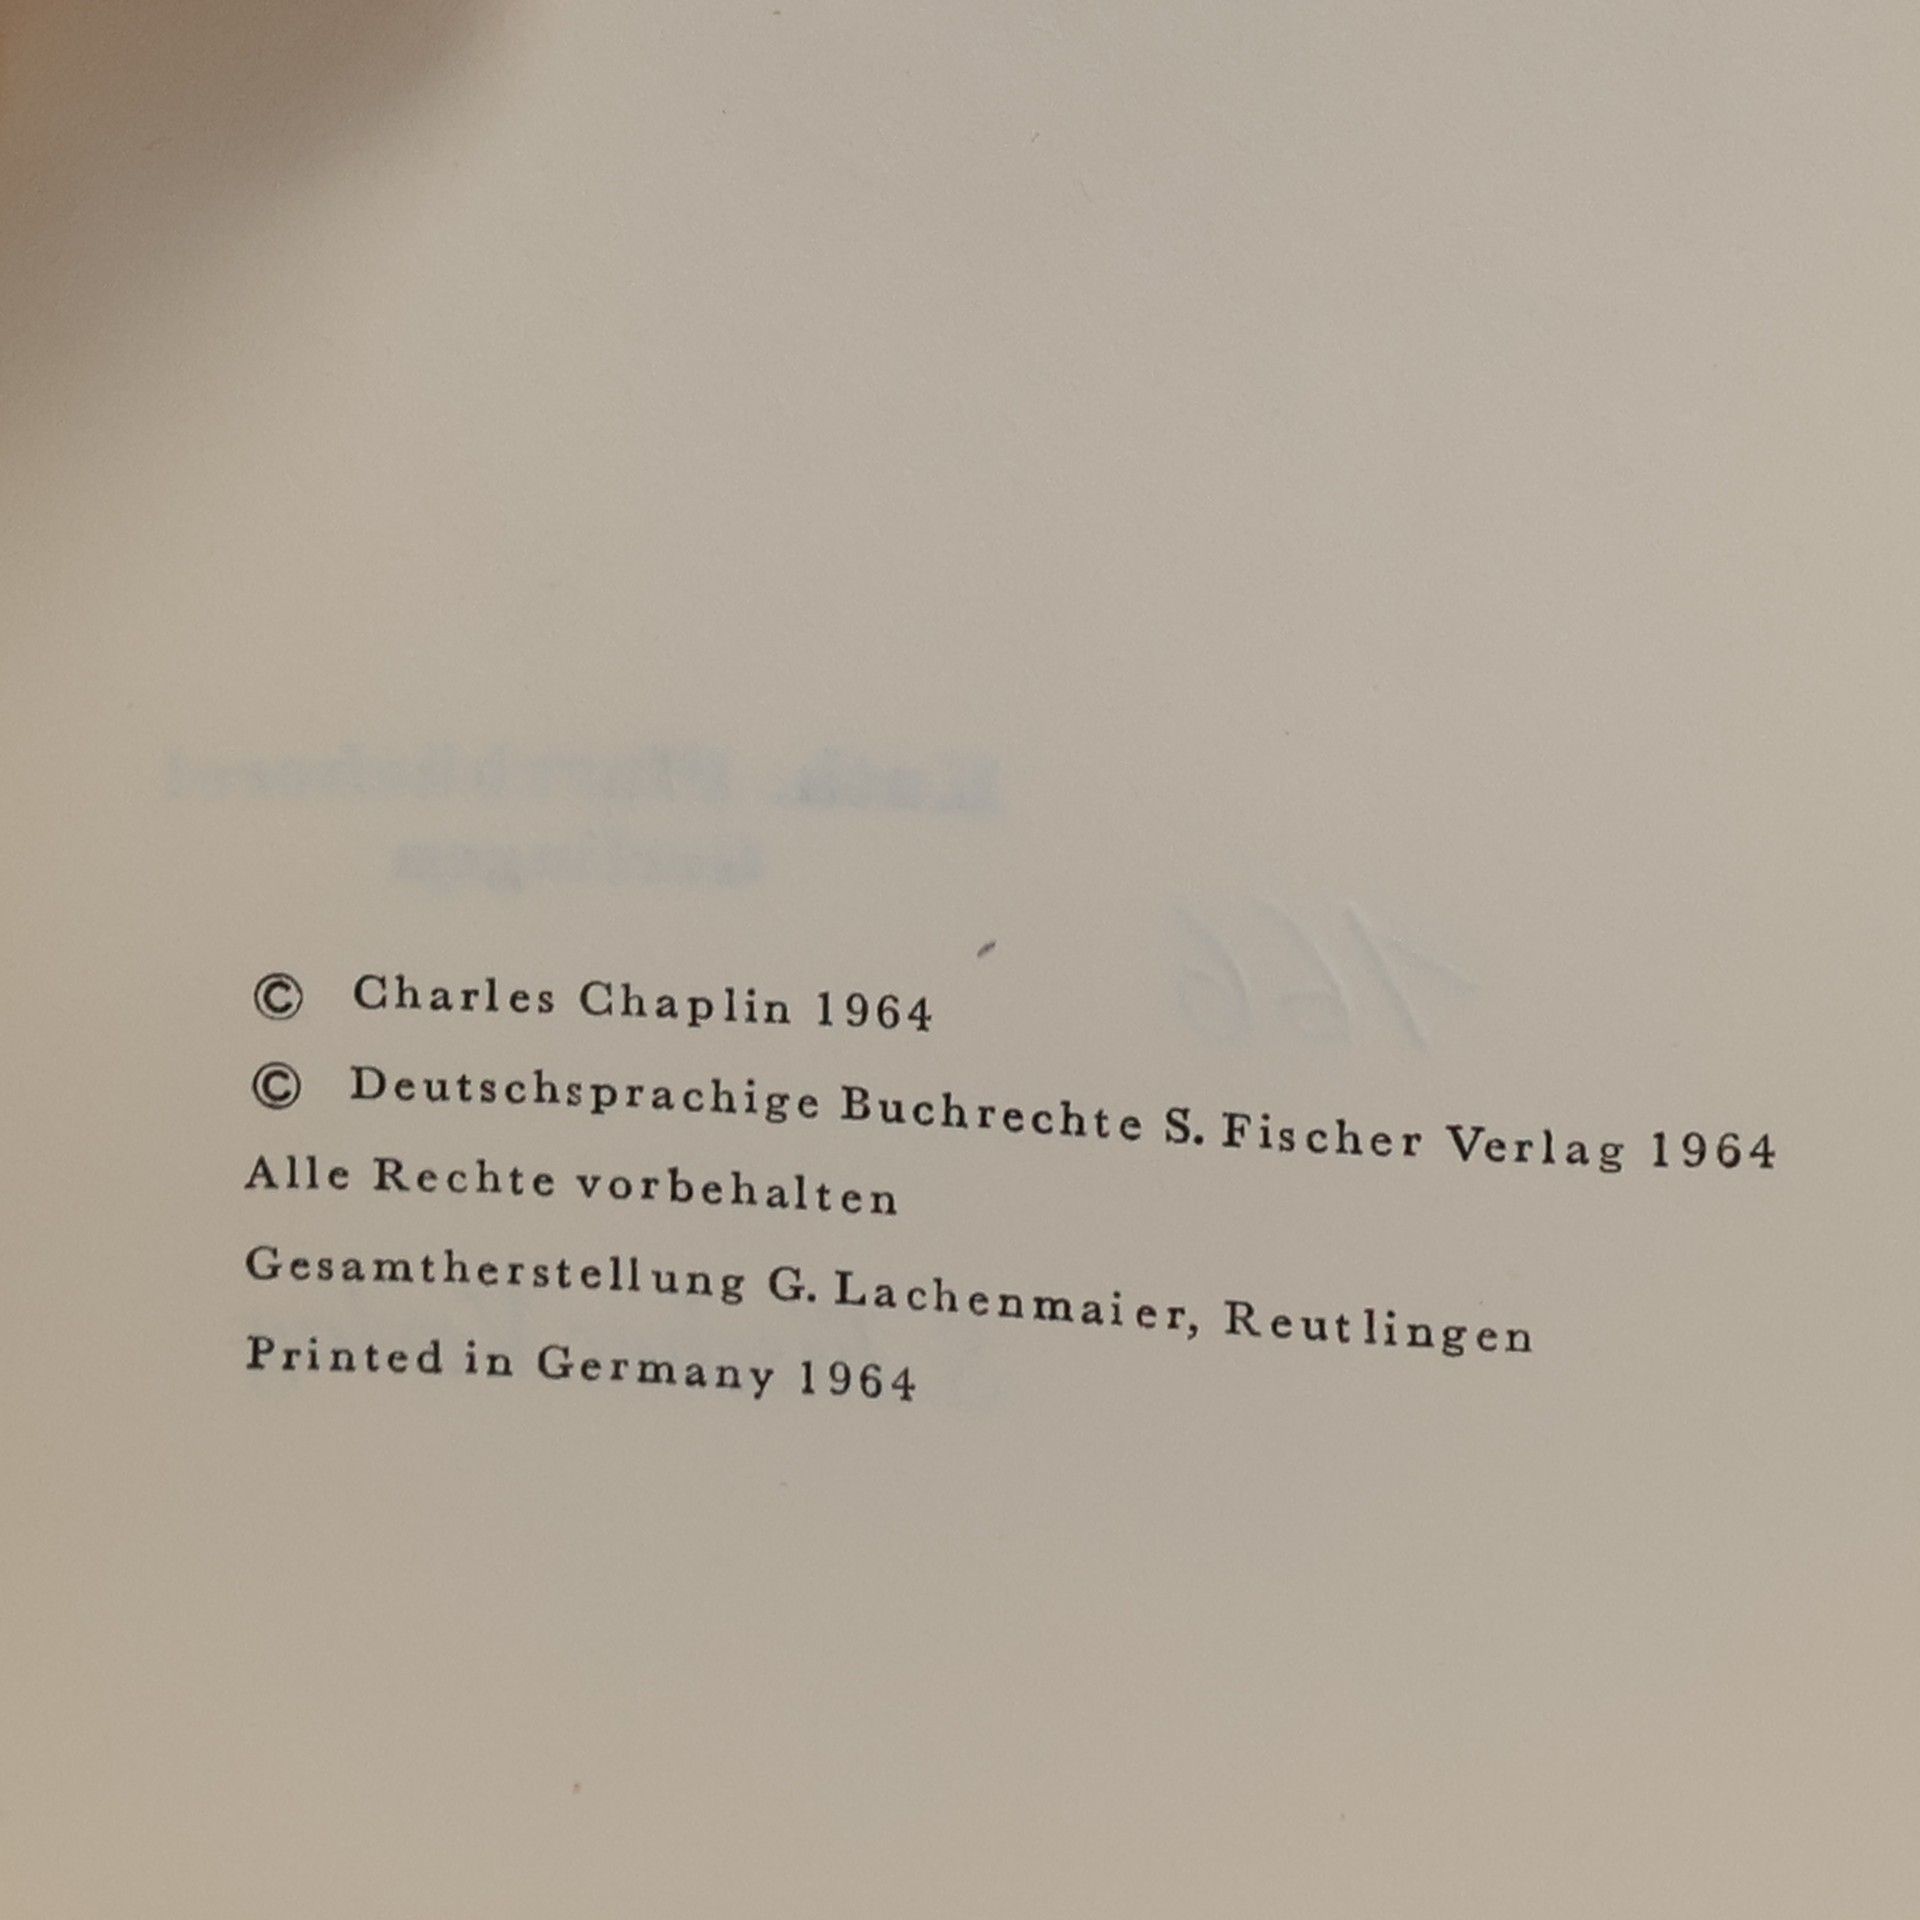 © Charles Chaplin 1964
© Deutschsprachige Buchrechte S. Fischer Verlag 1964
Alle Rechte vorbehalten
Gesamtherstellung G. Lachenmaier, Reutlingen
Printed in Germany 1964